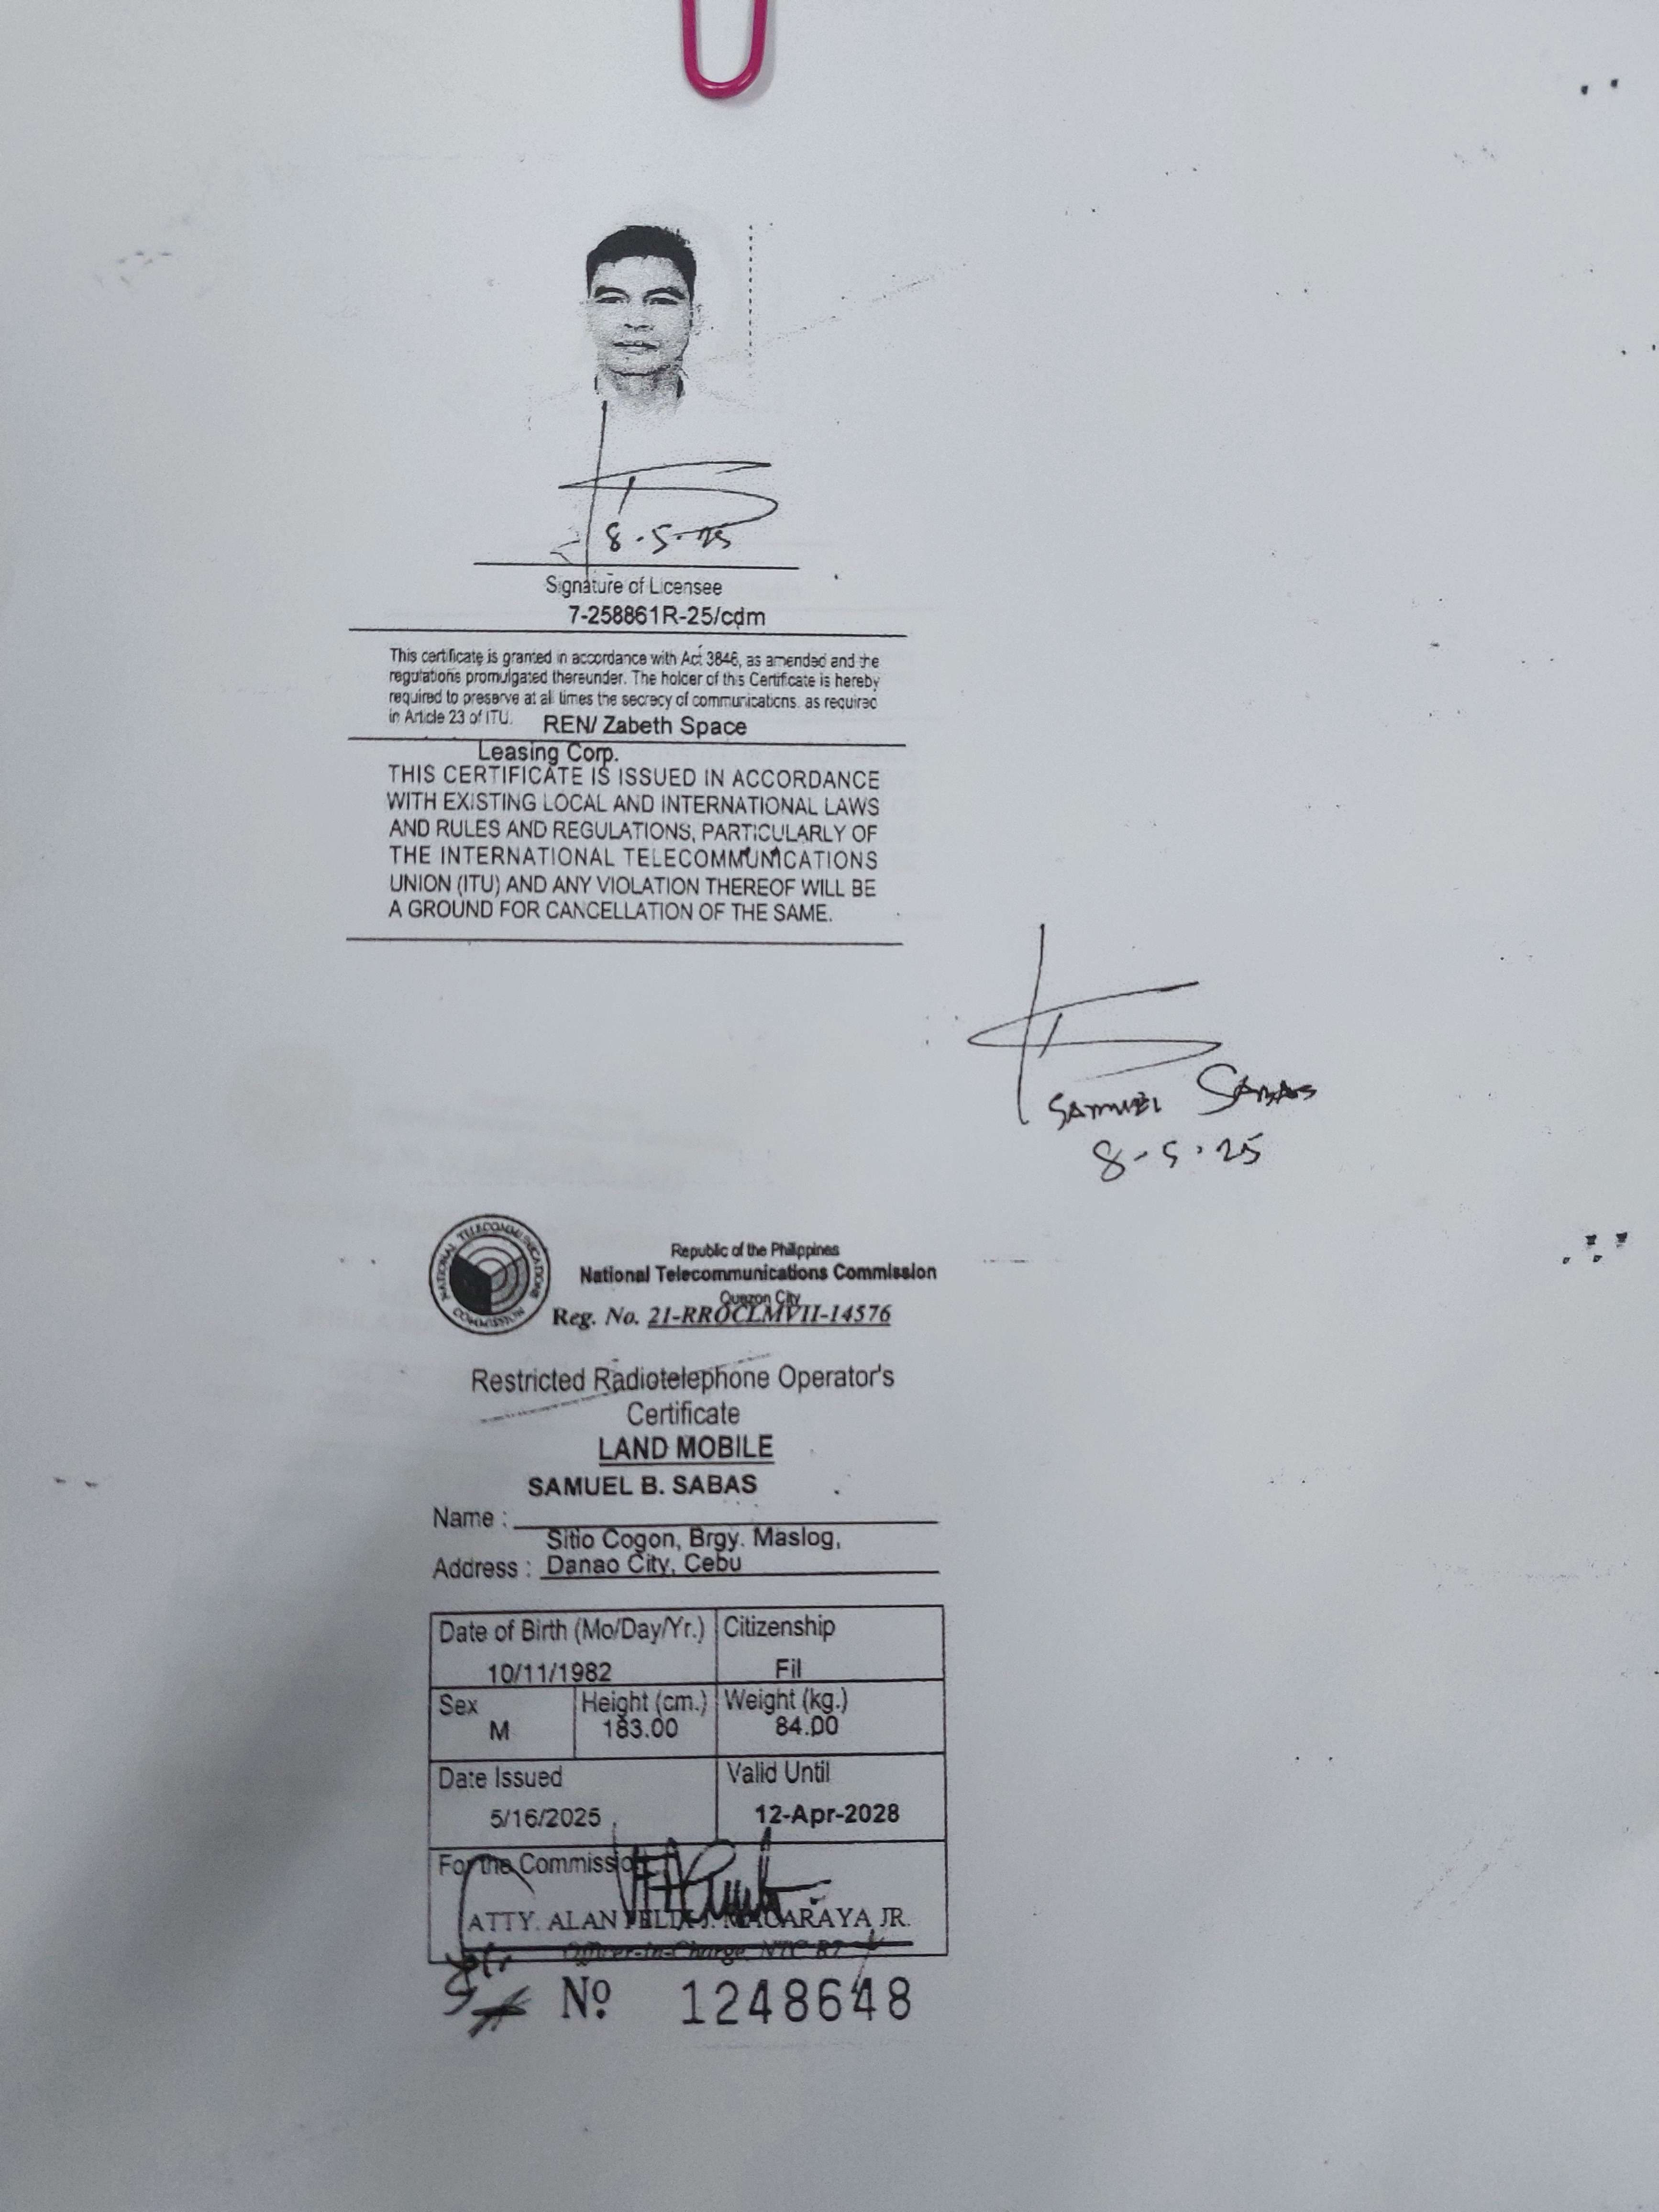 8-5-25
Signature of Licensee
7-258861R-25/cdm
This certificate is granted in accordance with Act 3846, as amended and the
regulations promulgated thereunder. The holder of this Certificate is hereby
required to preserve at all times the secrecy of communications, as required
in Article 23 of ITU. REN/ Zabeth Space
Leasing Corp.
THIS CERTIFICATE IS ISSUED IN ACCORDANCE
WITH EXISTING LOCAL AND INTERNATIONAL LAWS
AND RULES AND REGULATIONS, PARTICULARLY OF
THE INTERNATIONAL TELECOMMUNICATIONS
UNION (ITU) AND ANY VIOLATION THEREOF WILL BE
A GROUND FOR CANCELLATION OF THE SAME.
SAMUEL SABAS
8-5-25
NATIONAL TELECOMMUNICATIONS COMMISSION
Republic of the Philippines
National Telecommunications Commission
Quezon City
Reg. No. 21-RROCLMVII-14576
Restricted Radiotelephone Operator's
Certificate
LAND MOBILE
SAMUEL B. SABAS
Name :
Sitio Cogon, Brgy. Maslog,
Address : Danao City, Cebu
Date of Birth (Mo/Day/Yr.) Citizenship
10/11/1982 Fil
Sex Height (cm.) Weight (kg.)
M 183.00 84.00
Date Issued Valid Until
5/16/2025 12-Apr-2028
For the Commission
ATTY. ALAN FELIX J. MACARAYA JR.
Officer-in-Charge, NTC R7
Nº 1248648